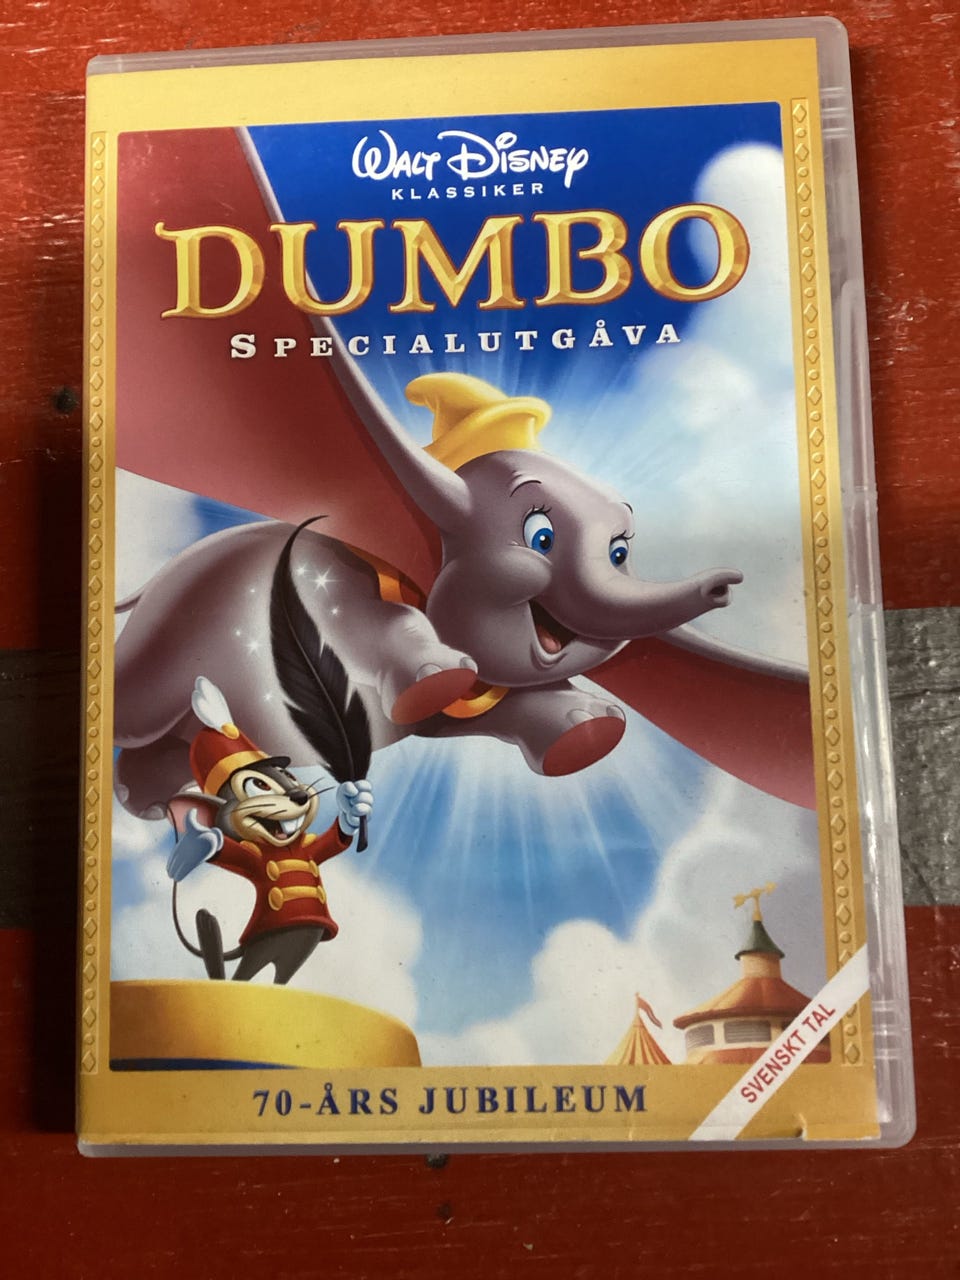 WALT DISNEY
KLASSIKER
DUMBO
SPECIALUTGÅVA
70-ÅRS JUBILEUM
SVENSKT TAL